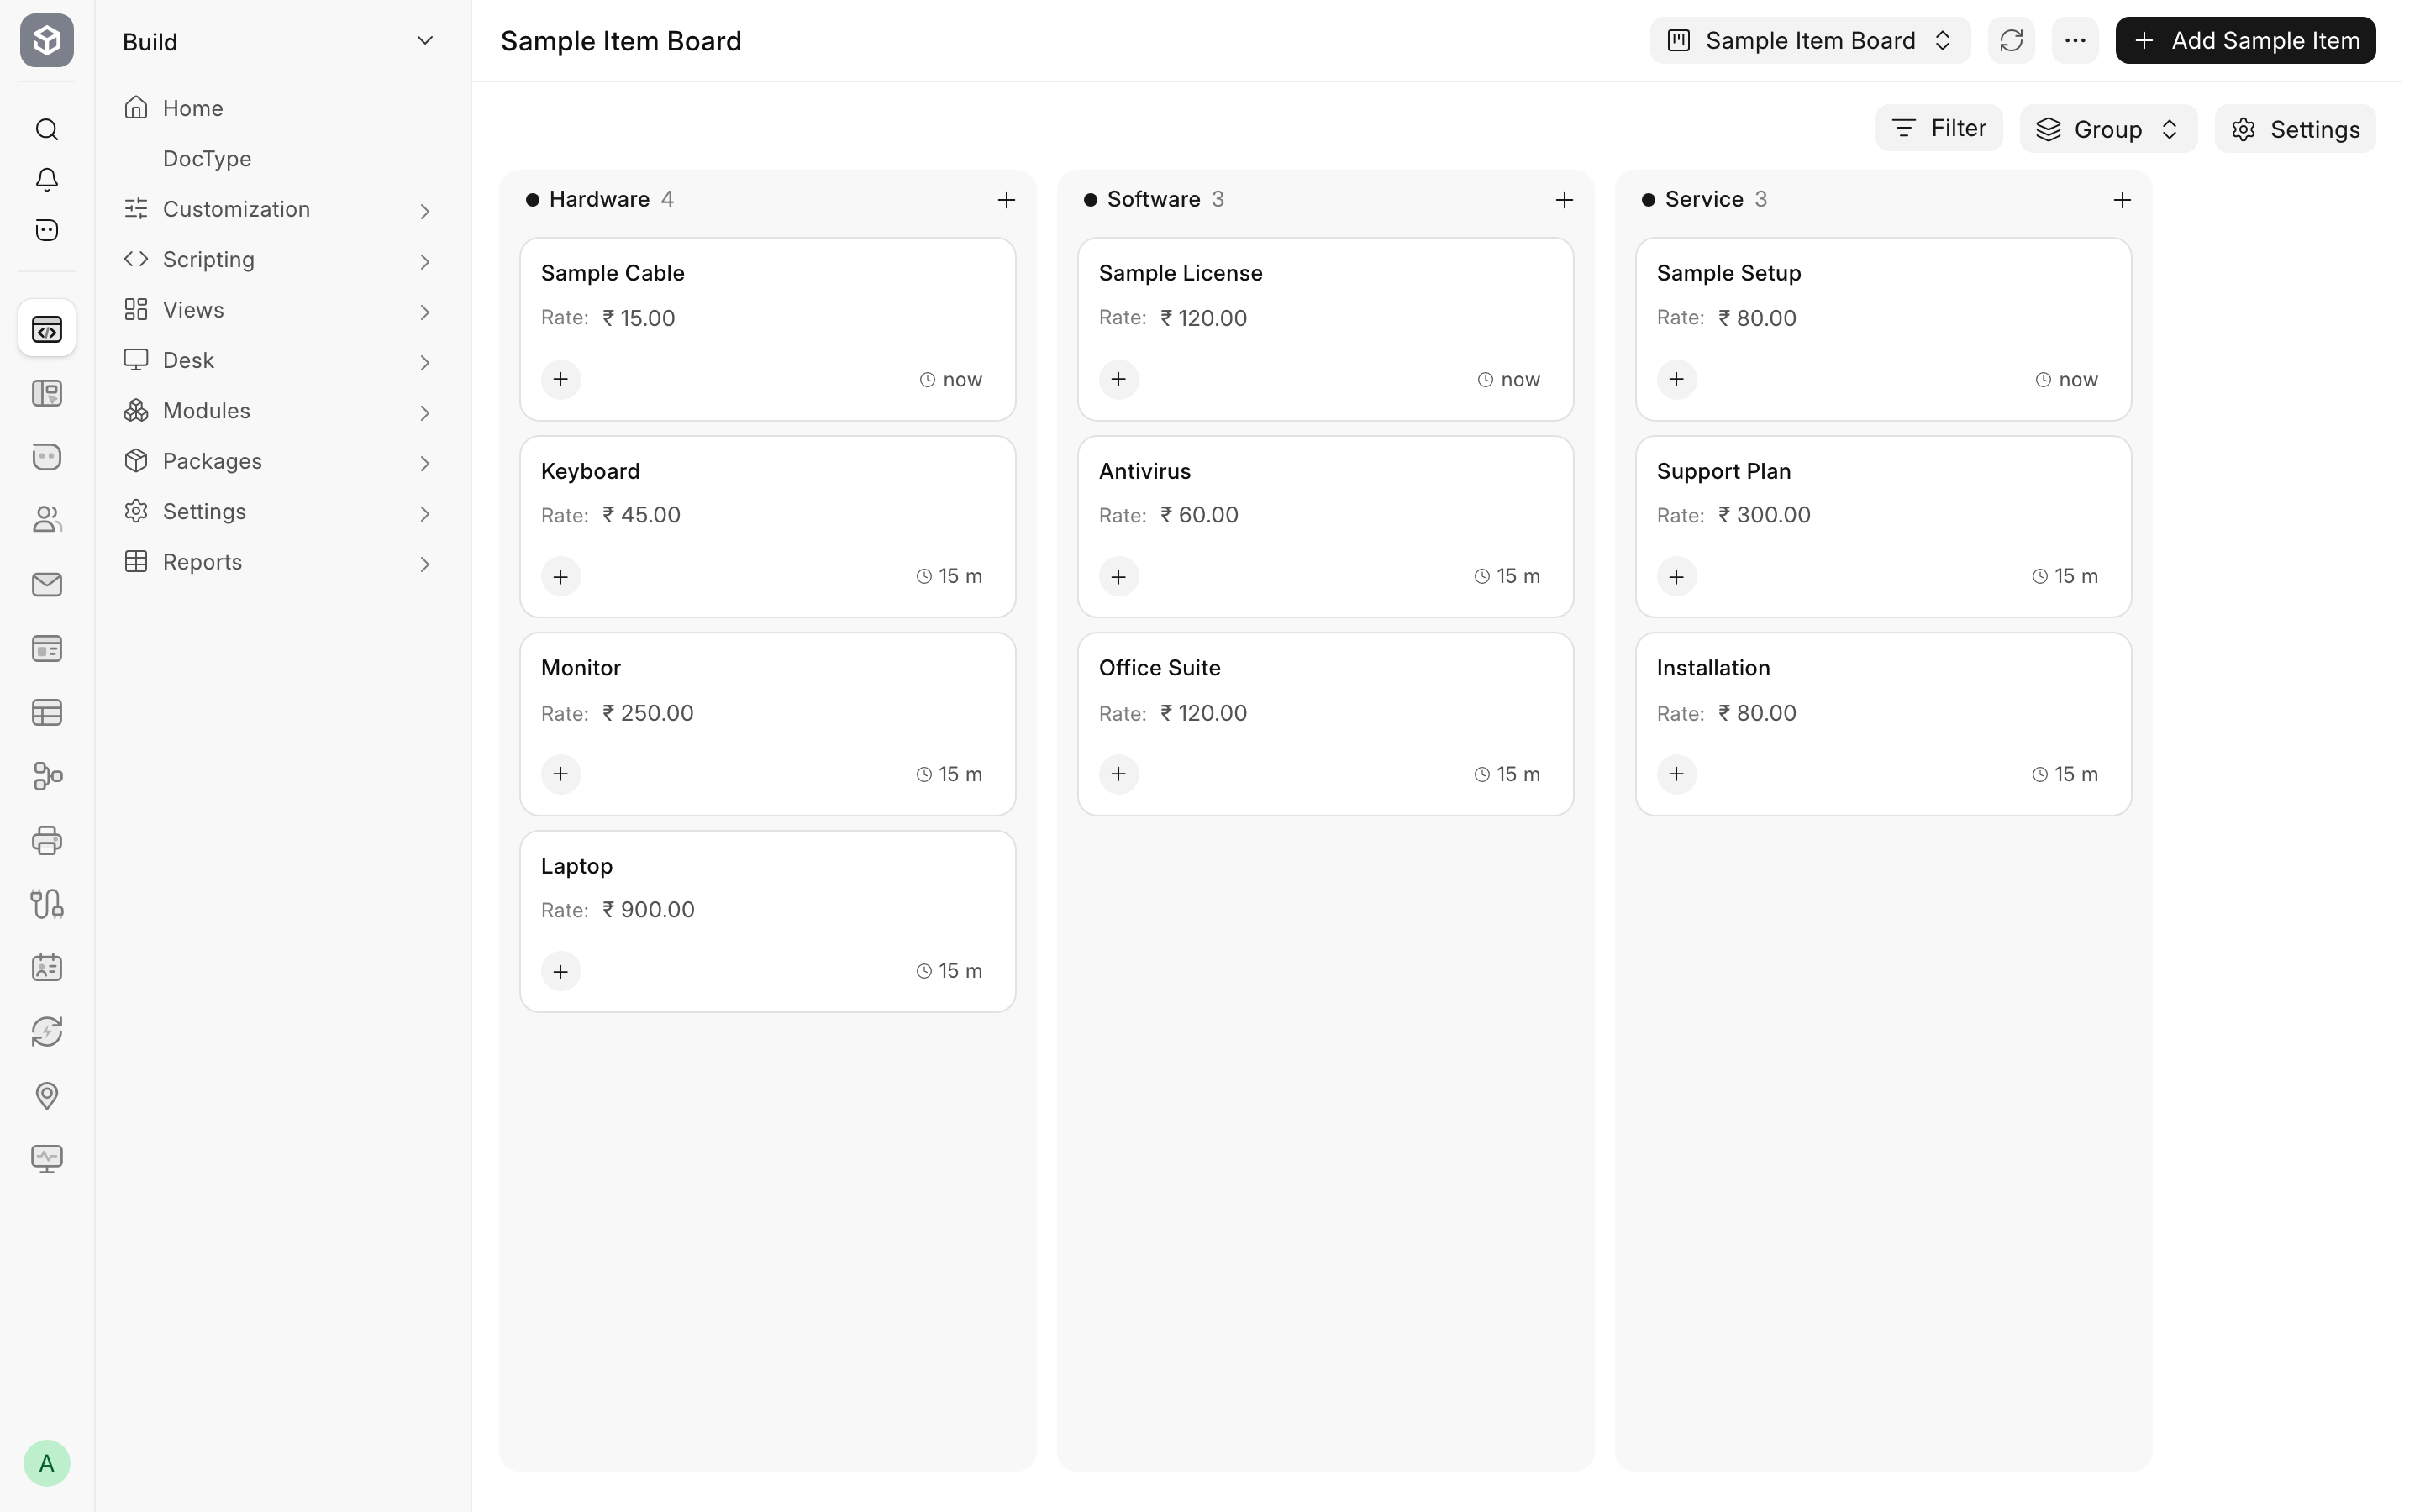 Build
Home
DocType
Customization
Scripting
Views
Desk
Modules
Packages
Settings
Reports
A
Sample Item Board
Sample Item Board
Add Sample Item
Filter
Group
Settings
Hardware 4
Sample Cable
Rate: ₹ 15.00
now
Keyboard
Rate: ₹ 45.00
15 m
Monitor
Rate: ₹ 250.00
15 m
Laptop
Rate: ₹ 900.00
15 m
Software 3
Sample License
Rate: ₹ 120.00
now
Antivirus
Rate: ₹ 60.00
15 m
Office Suite
Rate: ₹ 120.00
15 m
Service 3
Sample Setup
Rate: ₹ 80.00
now
Support Plan
Rate: ₹ 300.00
15 m
Installation
Rate: ₹ 80.00
15 m